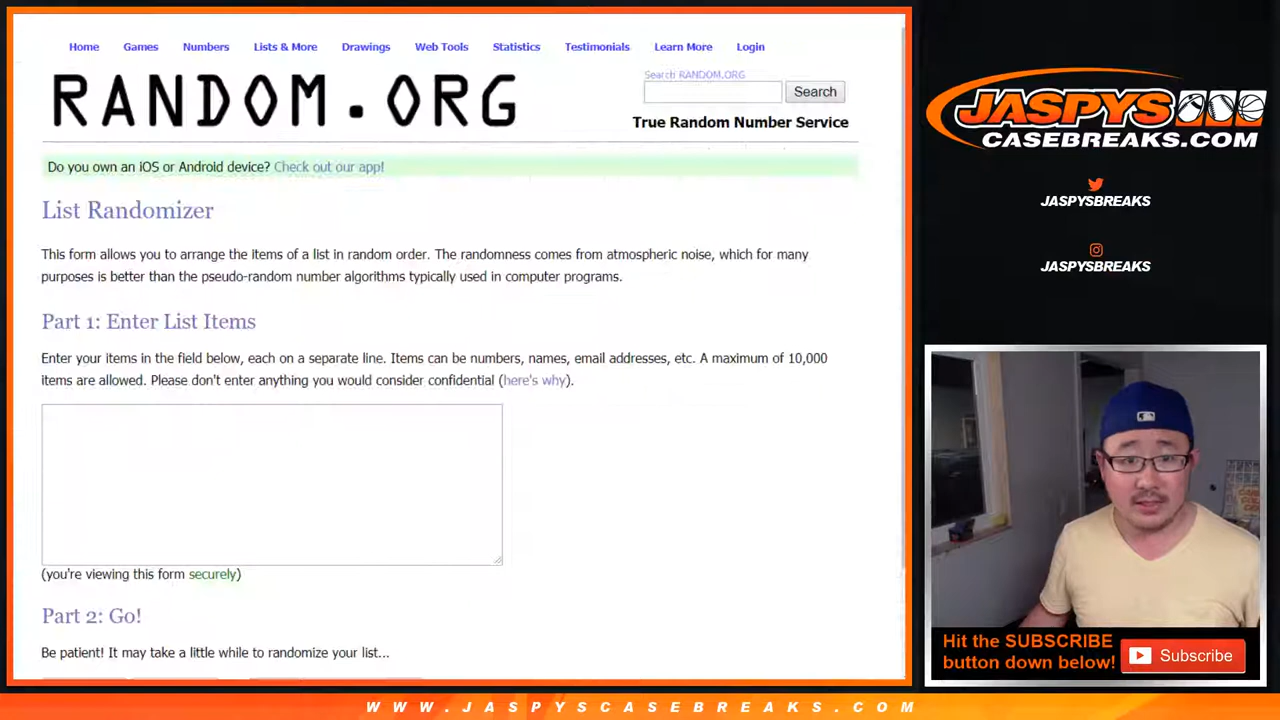 Home Games Numbers Lists & More Drawings Web Tools Statistics Testimonials Learn More Login
RANDOM.ORG
Search RANDOM.ORG
Search
True Random Number Service
Do you own an iOS or Android device? Check out our app!
List Randomizer
This form allows you to arrange the items of a list in random order. The randomness comes from atmospheric noise, which for many
purposes is better than the pseudo-random number algorithms typically used in computer programs.
Part 1: Enter List Items
Enter your items in the field below, each on a separate line. Items can be numbers, names, email addresses, etc. A maximum of 10,000
items are allowed. Please don't enter anything you would consider confidential (here's why).
(you're viewing this form securely)
Part 2: Go!
Be patient! It may take a little while to randomize your list...
JASPYS
CASEBREAKS.COM
JASPYSBREAKS
JASPYSBREAKS
Hit the SUBSCRIBE
button down below!
Subscribe
WWW.JASPYSCASEBREAKS.COM